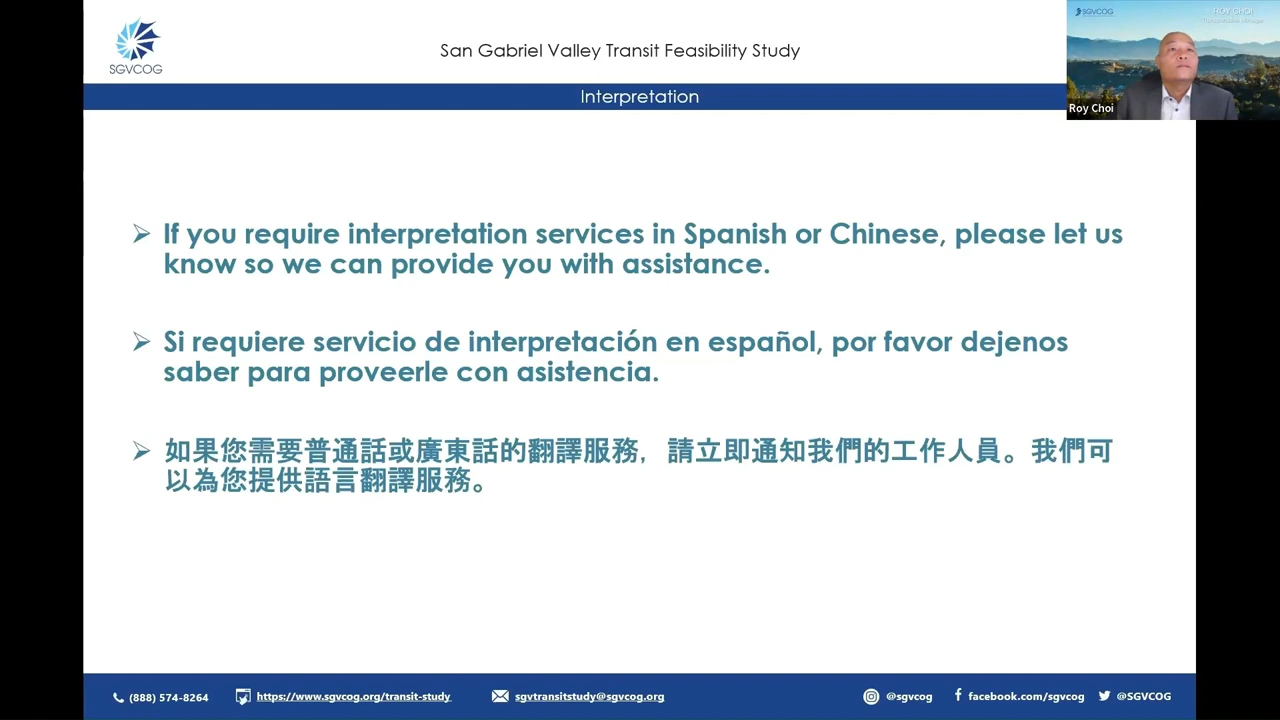 SGVCOG
San Gabriel Valley Transit Feasibility Study
Interpretation
SGVCOG
ROY CHOI
Roy Choi
➢ If you require interpretation services in Spanish or Chinese, please let us
know so we can provide you with assistance.
➢ Si requiere servicio de interpretación en español, por favor dejenos
saber para proveerle con asistencia.
➢ 如果您需要普通話或廣東話的翻譯服務，請立即通知我們的工作人員。我們可
以為您提供語言翻譯服務。
(888) 574-8264
https://www.sgvcog.org/transit-study
sgvtransitstudy@sgvcog.org
@sgvcog
facebook.com/sgvcog
@SGVCOG